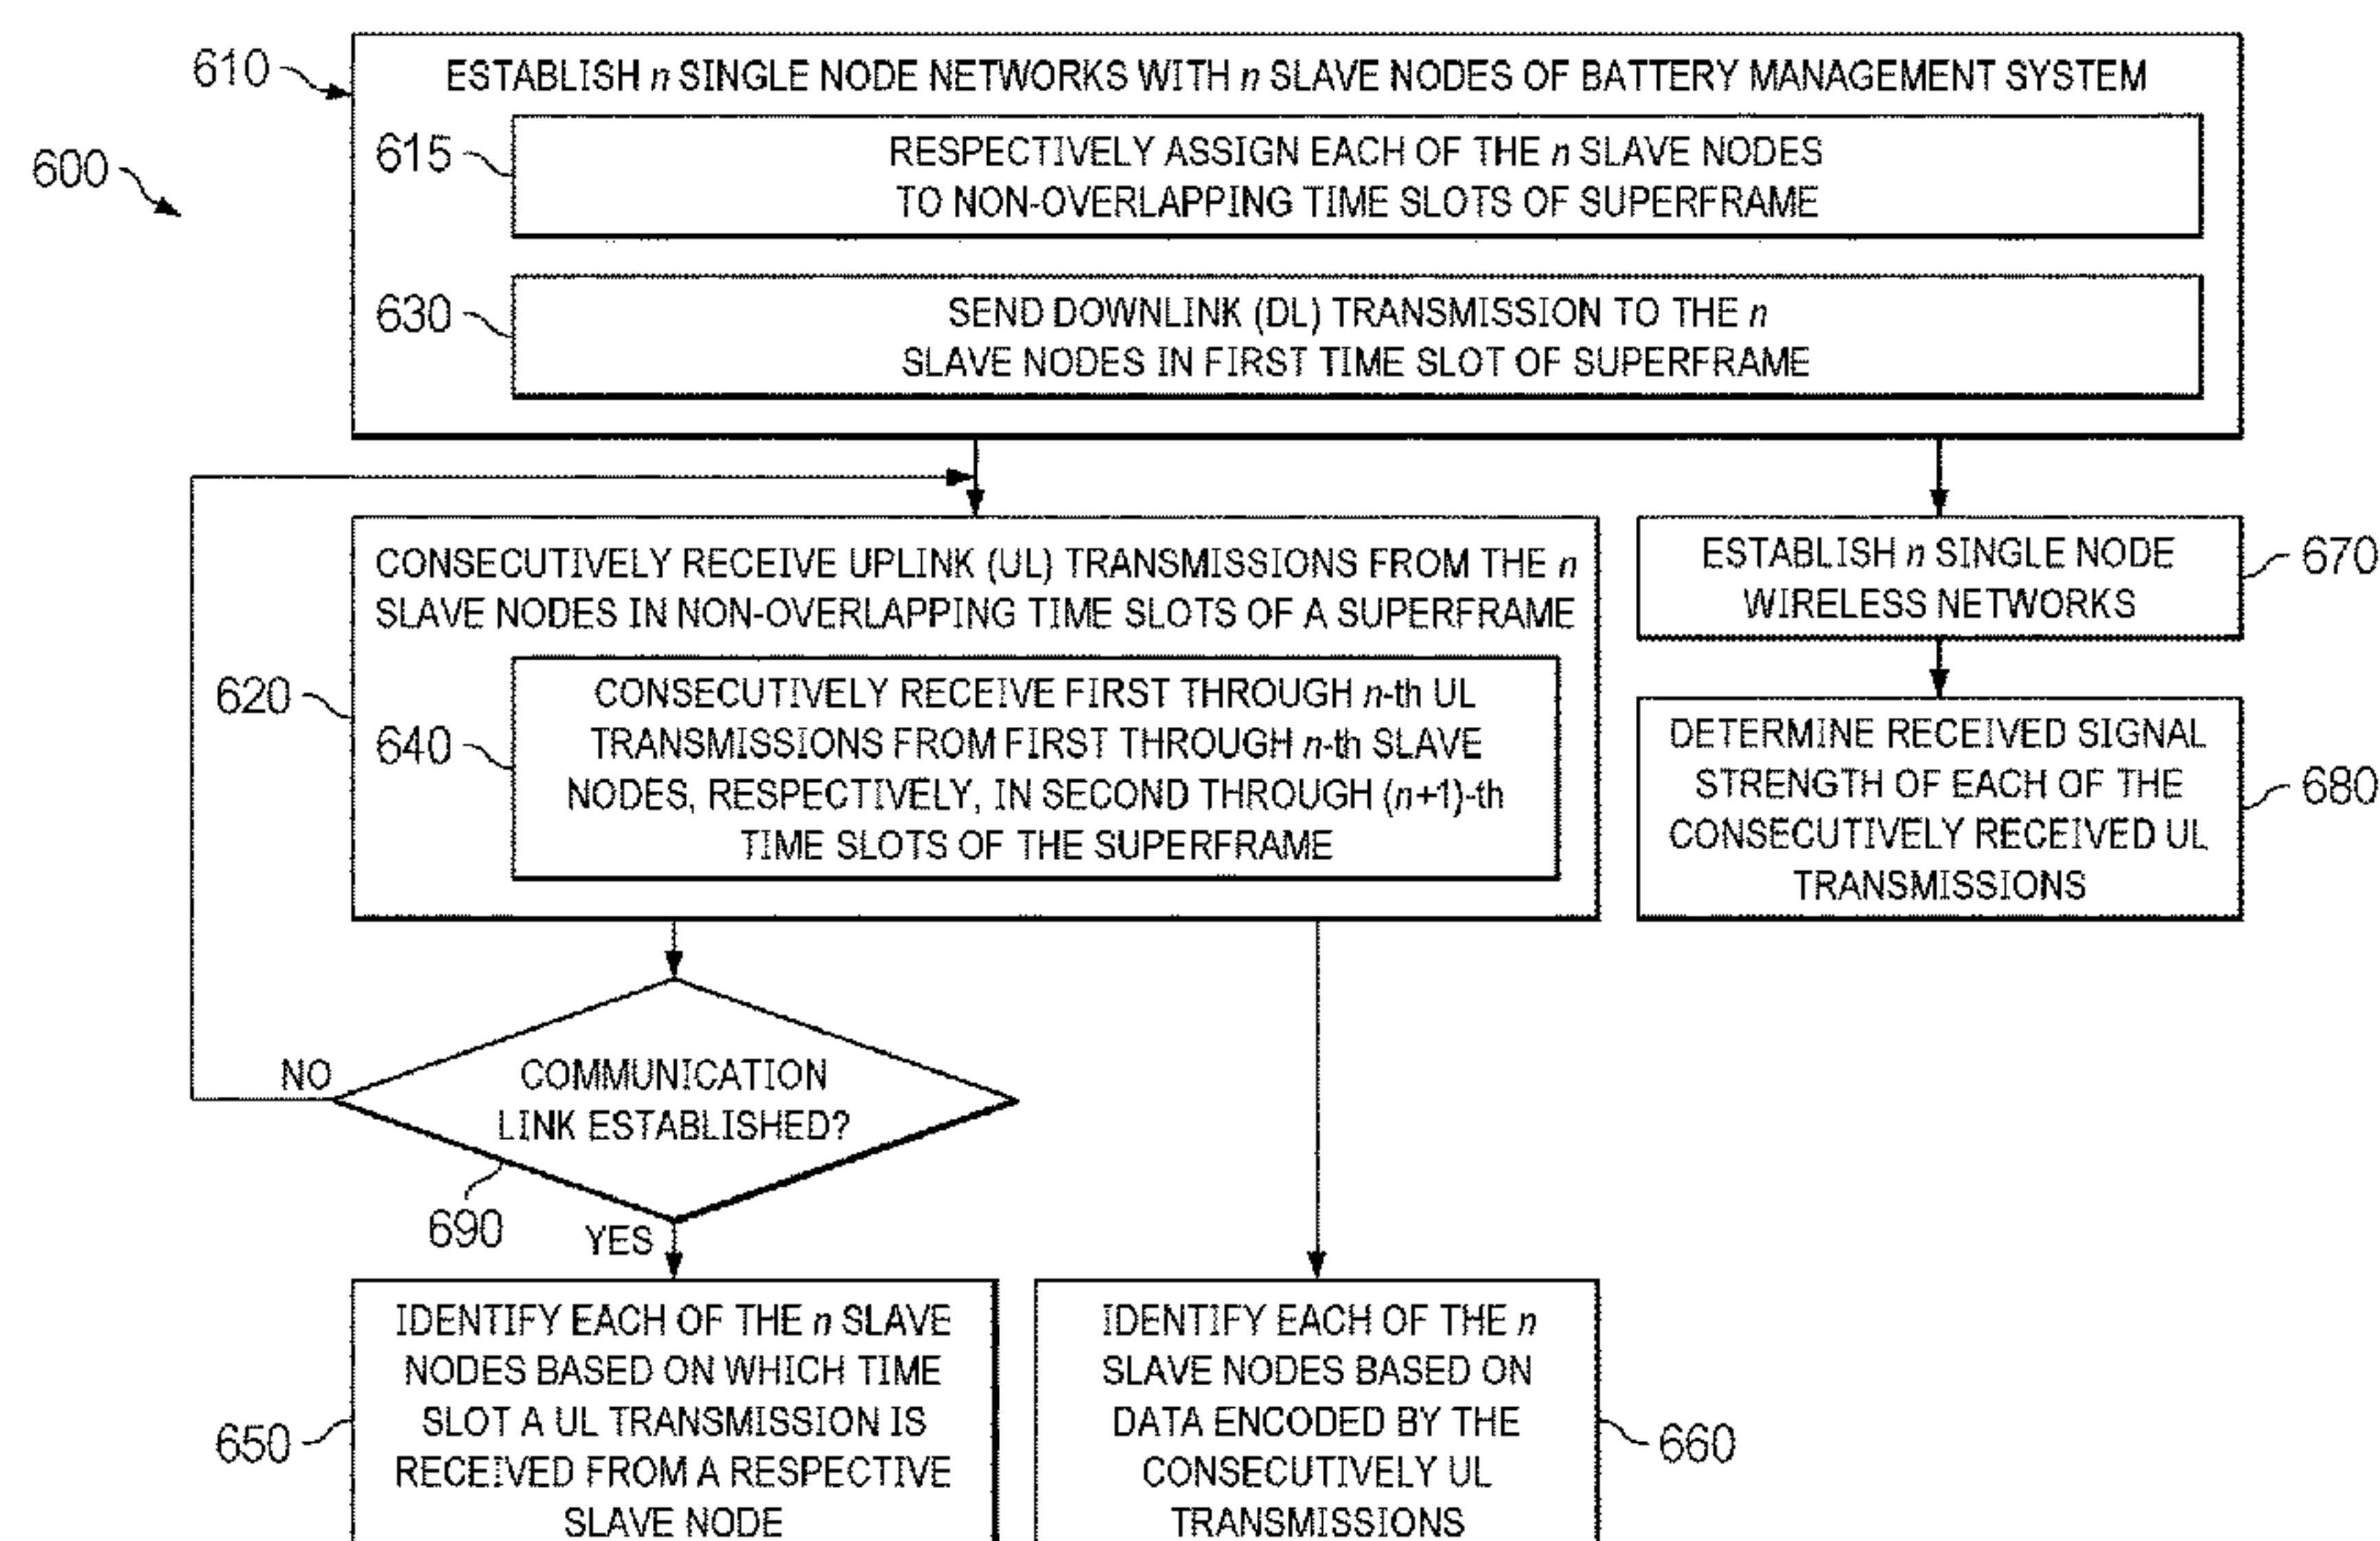 610
ESTABLISH n SINGLE NODE NETWORKS WITH n SLAVE NODES OF BATTERY MANAGEMENT SYSTEM
600
615
RESPECTIVELY ASSIGN EACH OF THE n SLAVE NODES
TO NON-OVERLAPPING TIME SLOTS OF SUPERFRAME
630
SEND DOWNLINK (DL) TRANSMISSION TO THE n
SLAVE NODES IN FIRST TIME SLOT OF SUPERFRAME
CONSECUTIVELY RECEIVE UPLINK (UL) TRANSMISSIONS FROM THE n
SLAVE NODES IN NON-OVERLAPPING TIME SLOTS OF A SUPERFRAME
620
640
CONSECUTIVELY RECEIVE FIRST THROUGH n-th UL
TRANSMISSIONS FROM FIRST THROUGH n-th SLAVE
NODES, RESPECTIVELY, IN SECOND THROUGH (n+1)-th
TIME SLOTS OF THE SUPERFRAME
ESTABLISH n SINGLE NODE
WIRELESS NETWORKS
670
DETERMINE RECEIVED SIGNAL
STRENGTH OF EACH OF THE
CONSECUTIVELY RECEIVED UL
TRANSMISSIONS
680
NO
COMMUNICATION
LINK ESTABLISHED?
690
YES
650
IDENTIFY EACH OF THE n SLAVE
NODES BASED ON WHICH TIME
SLOT A UL TRANSMISSION IS
RECEIVED FROM A RESPECTIVE
SLAVE NODE
IDENTIFY EACH OF THE n
SLAVE NODES BASED ON
DATA ENCODED BY THE
CONSECUTIVELY UL
TRANSMISSIONS
660